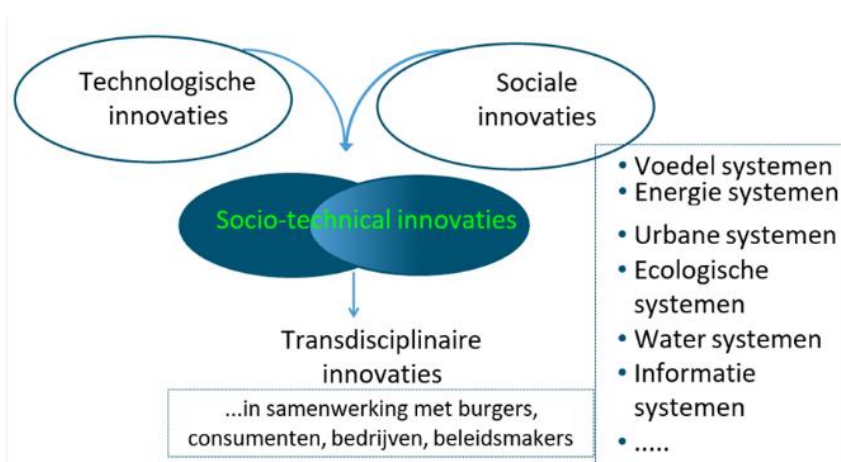 Technologische
innovaties
Sociale
innovaties
Socio-technical innovaties
Transdisciplinaire
innovaties
...in samenwerking met burgers,
consumenten, bedrijven, beleidsmakers
• Voedel systemen
• Energie systemen
• Urbane systemen
• Ecologische
systemen
• Water systemen
• Informatie
systemen
• .....